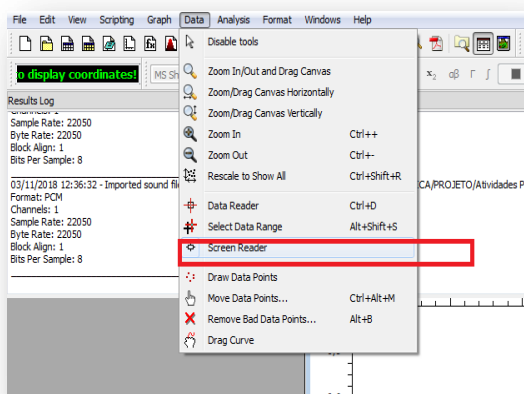 File Edit View Scripting Graph Data Analysis Format Windows Help
o display coordinates! MS Sh
Results Log
Channels: 1
Sample Rate: 22050
Byte Rate: 22050
Block Align: 1
Bits Per Sample: 8
03/11/2018 12:36:32 - Imported sound file
CA/PROJETO/Atividades P
Format: PCM
Channels: 1
Sample Rate: 22050
Byte Rate: 22050
Block Align: 1
Bits Per Sample: 8
Disable tools
Zoom In/Out and Drag Canvas
Zoom/Drag Canvas Horizontally
Zoom/Drag Canvas Vertically
Zoom In Ctrl++
Zoom Out Ctrl+-
Rescale to Show All Ctrl+Shift+R
Data Reader Ctrl+D
Select Data Range Alt+Shift+S
Screen Reader
Draw Data Points
Move Data Points... Ctrl+Alt+M
Remove Bad Data Points... Alt+B
Drag Curve
x₂ αβ Γ ∫